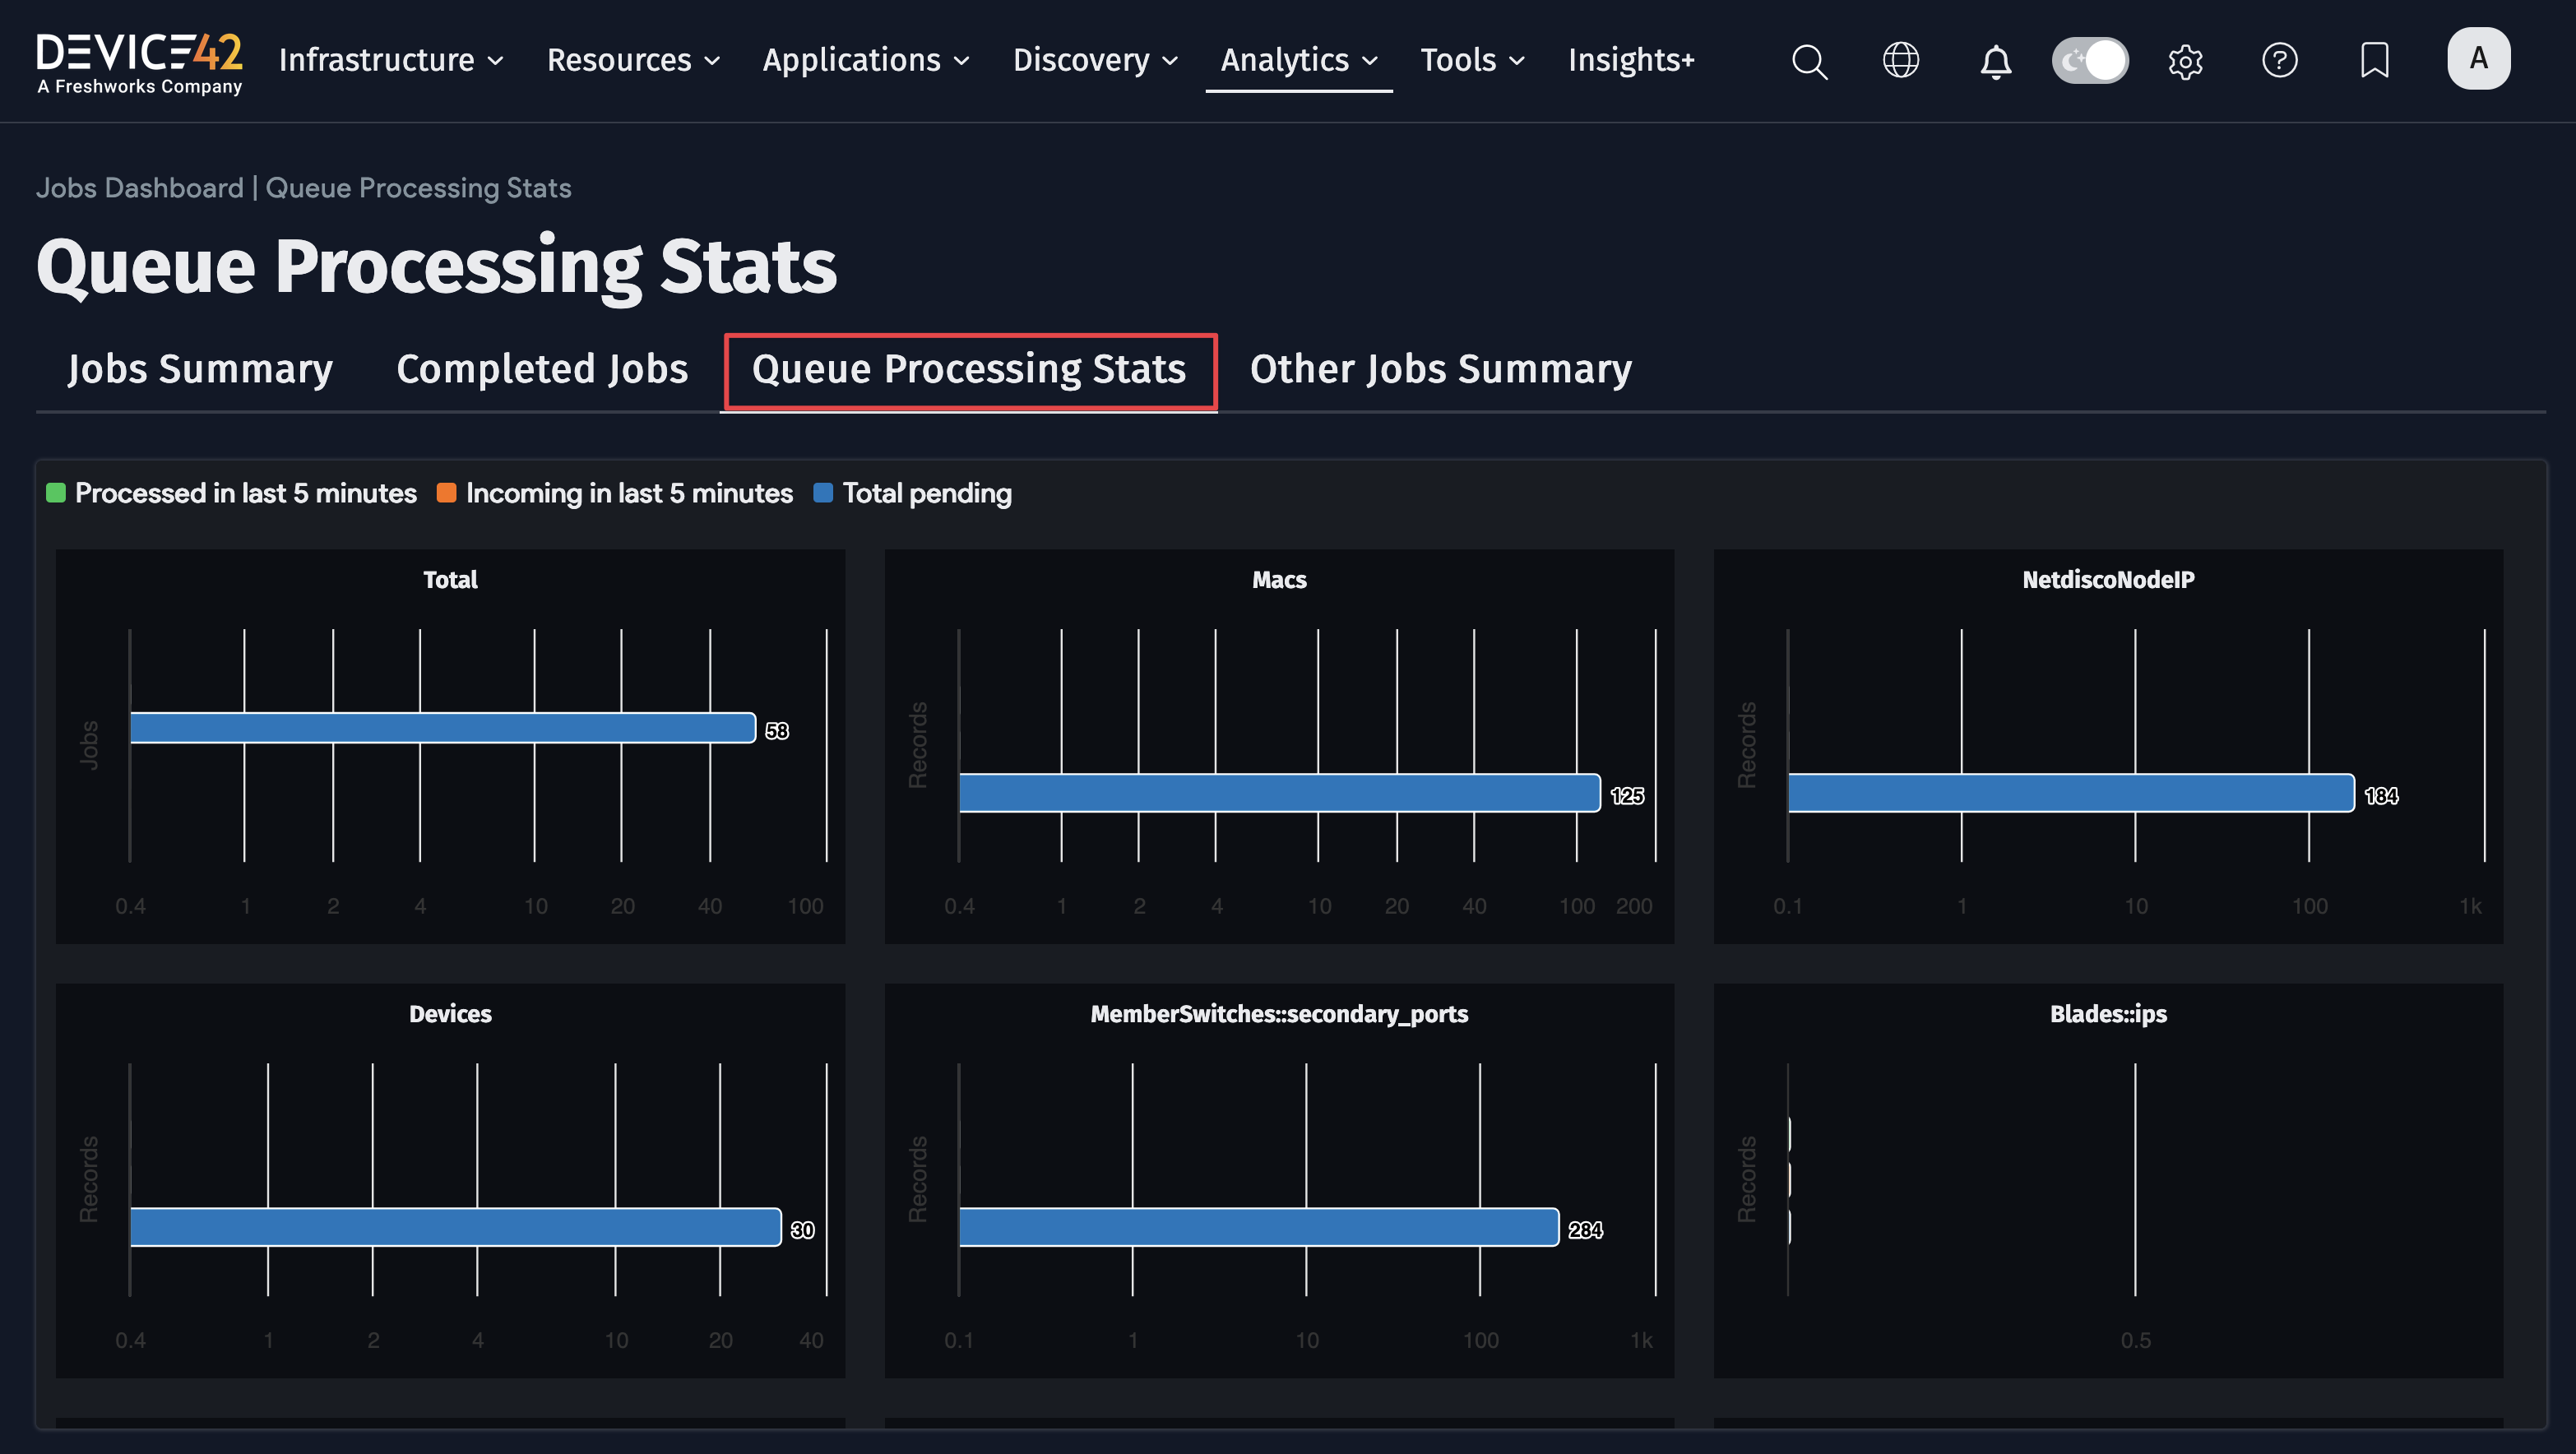 DEVICE42
A Freshworks Company
Infrastructure Resources Applications Discovery Analytics Tools Insights+ A
Jobs Dashboard | Queue Processing Stats
Queue Processing Stats
Jobs Summary Completed Jobs Queue Processing Stats Other Jobs Summary
Processed in last 5 minutes Incoming in last 5 minutes Total pending
Total
Jobs
58
0.4 1 2 4 10 20 40 100
Macs
Records
125
0.4 1 2 4 10 20 40 100 200
NetdiscoNodeIP
Records
184
0.1 1 10 100 1k
Devices
Records
30
0.4 1 2 4 10 20 40
MemberSwitches::secondary_ports
Records
284
0.1 1 10 100 1k
Blades::ips
Records
0.5